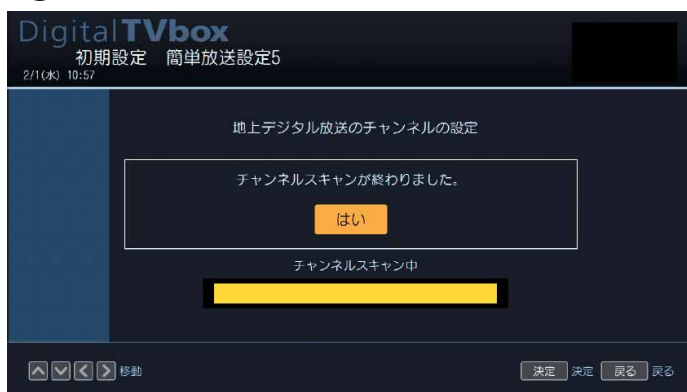 Digital TVbox
初期設定 簡単放送設定5
2/1(水) 10:57
地上デジタル放送のチャンネルの設定
チャンネルスキャンが終わりました。
はい
チャンネルスキャン中
移動 決定 決定 戻る 戻る